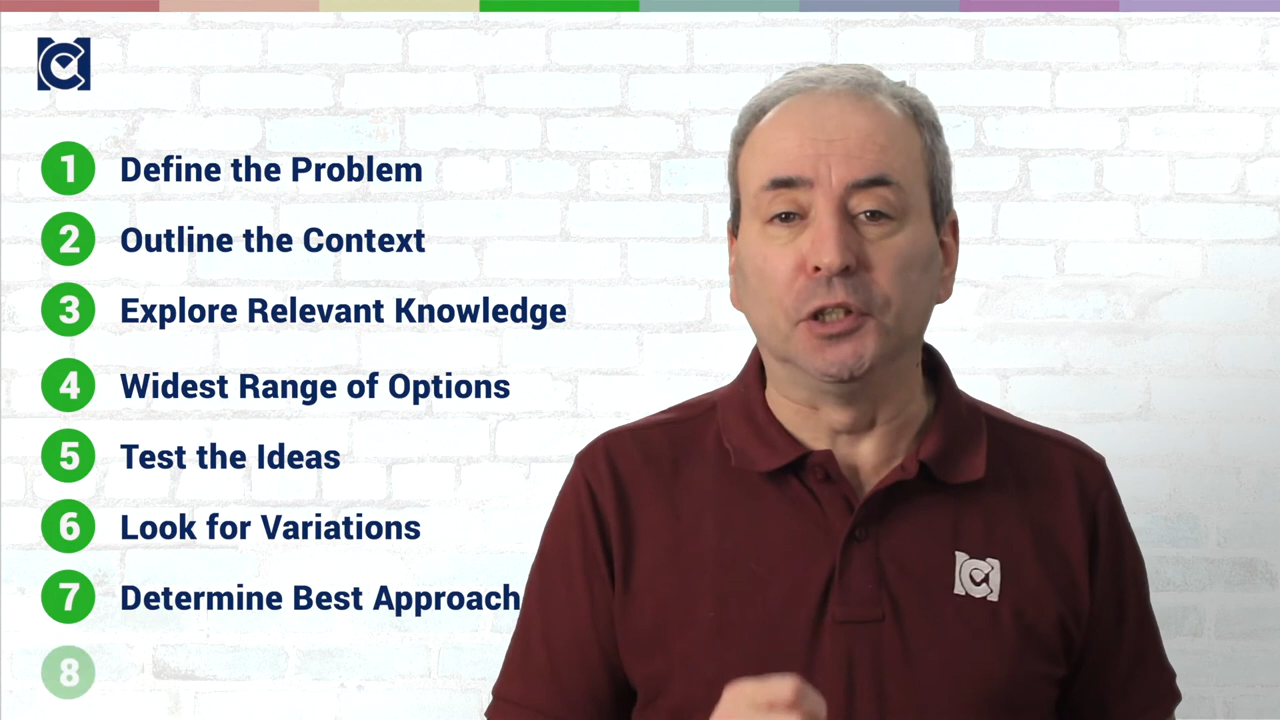 1 Define the Problem
2 Outline the Context
3 Explore Relevant Knowledge
4 Widest Range of Options
5 Test the Ideas
6 Look for Variations
7 Determine Best Approach
8